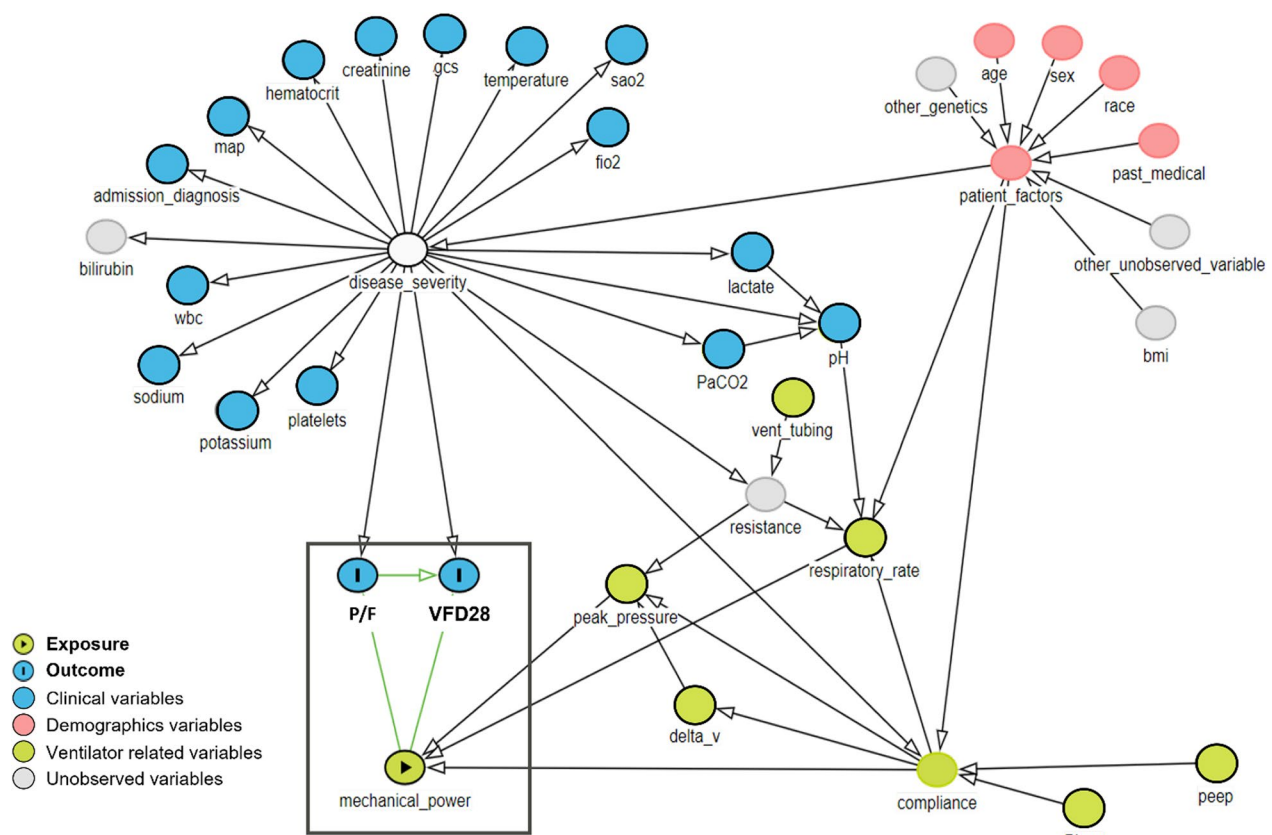 creatinine
gcs
temperature
sao2
hematocrit
age
sex
race
other_genetics
map
fio2
past_medical
admission_diagnosis
patient_factors
bilirubin
disease_severity
lactate
other_unobserved_variable
wbc
pH
bmi
PaCO2
sodium
platelets
potassium
vent_tubing
resistance
respiratory_rate
P/F
VFD28
peak_pressure
Exposure
Outcome
Clinical variables
Demographics variables
Ventilator related variables
Unobserved variables
delta_v
mechanical_power
compliance
peep